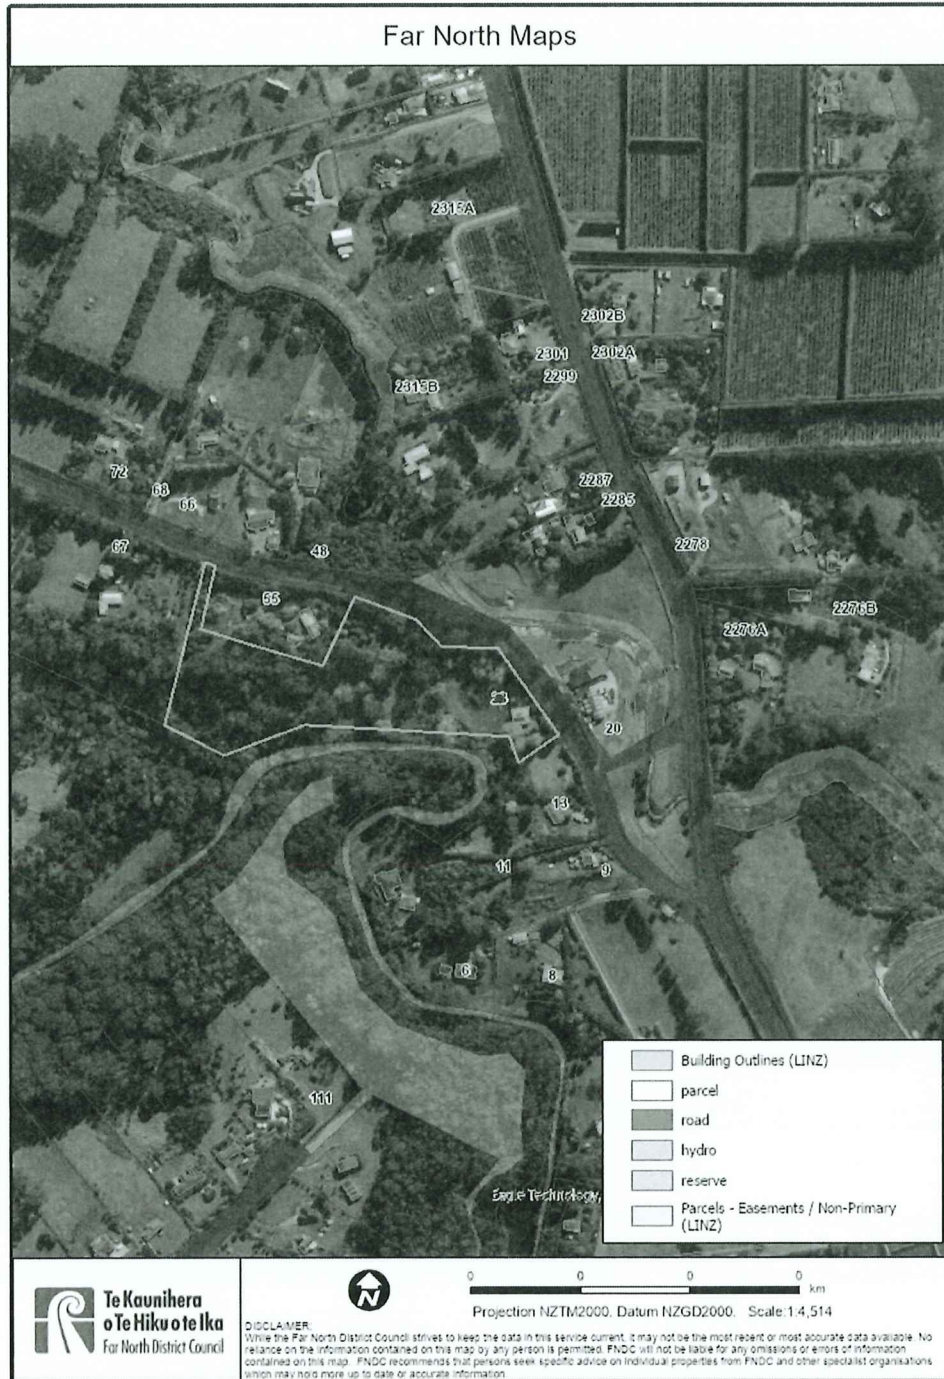 Far North Maps
2315A
2302B
2301
2302A
2299
2315B
2287
2285
72
68
66
2278
67
48
55
2276B
2276A
20
13
11
9
6
8
111
Building Outlines (LINZ)
parcel
road
hydro
reserve
Parcels - Easements / Non-Primary
(LINZ)
Eagle Technology,
Te Kaunihera
o Te Hiku o te Ika
Far North District Council
N
0 0 0 0
km
Projection NZTM2000. Datum NZGD2000. Scale:1:4,514
DISCLAIMER:
While the Far North District Council strives to keep the data in this service current, it may not be the most recent or most accurate data available. No
reliance on the information contained on this map by any person is permitted. FNDC will not be liable for any omissions or errors of information
contained on this map. FNDC recommends that persons seek specific advice on individual properties from FNDC and other specialist organisations
which may hold more up to date or accurate information.